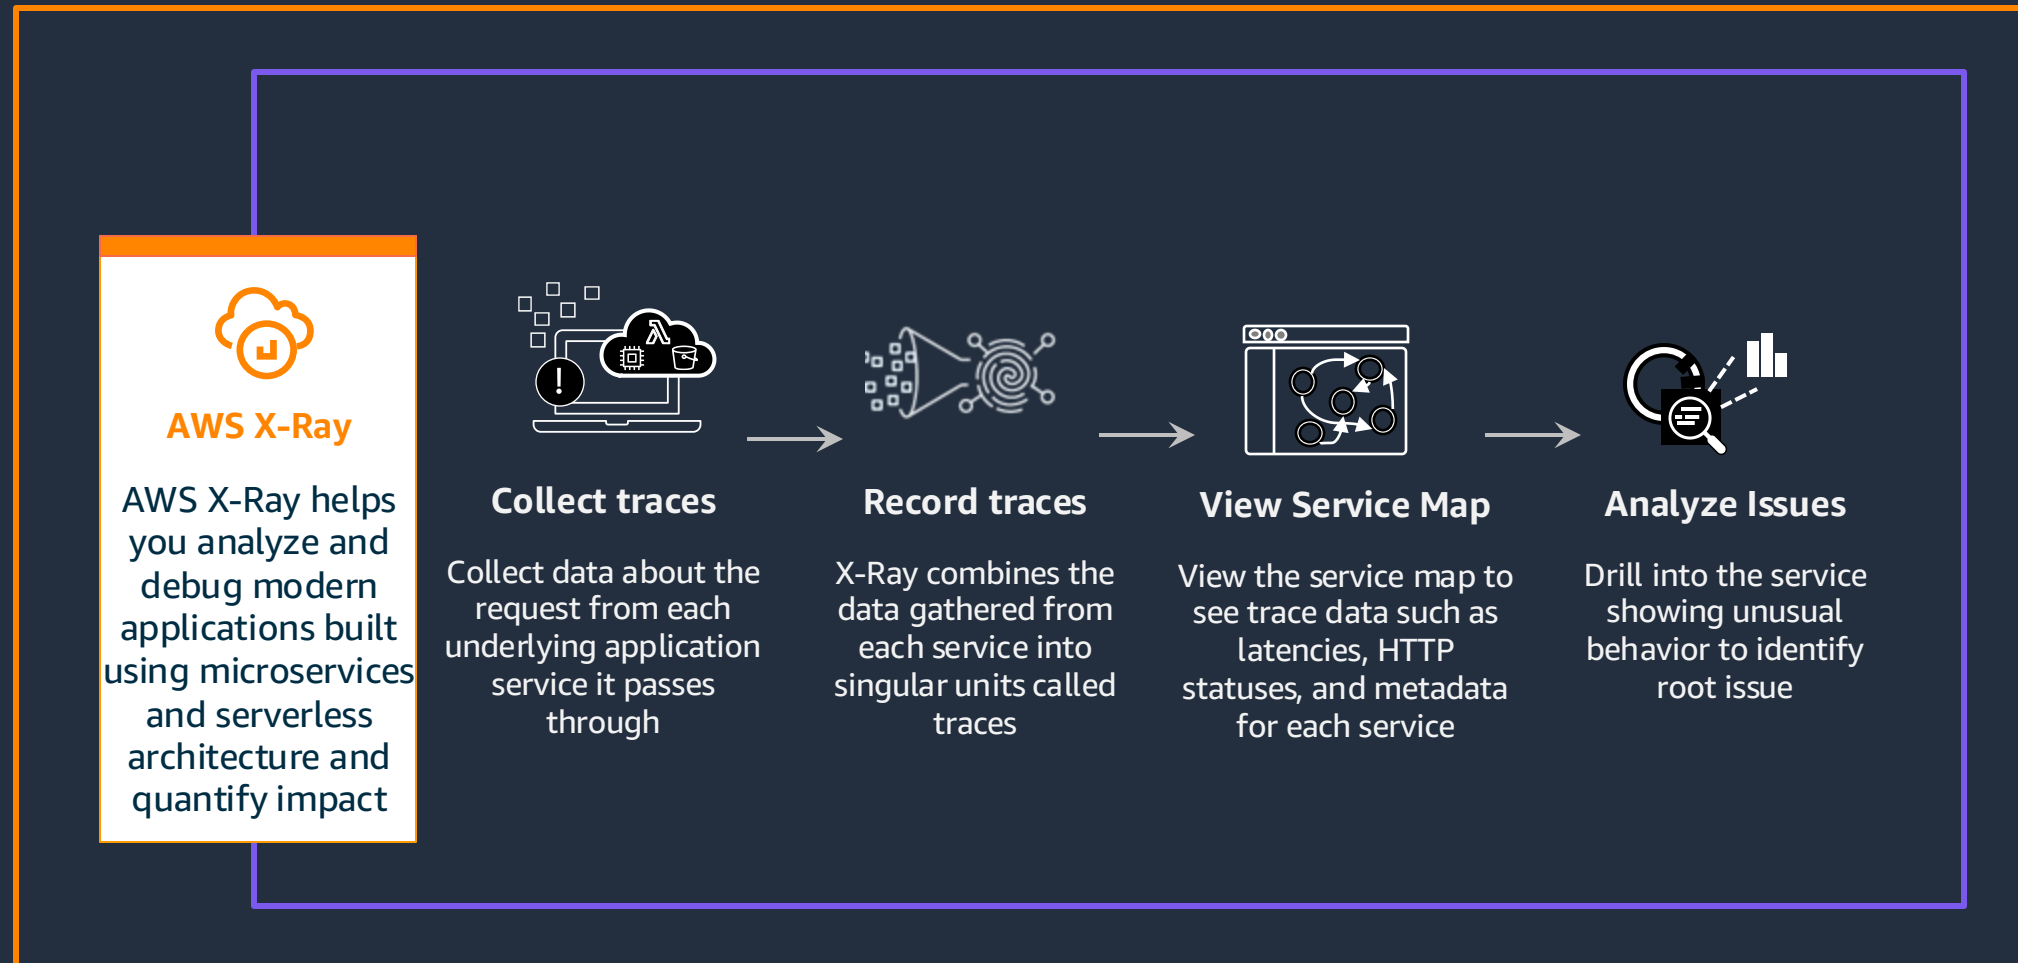 AWS X-Ray
AWS X-Ray helps
you analyze and
debug modern
applications built
using microservices
and serverless
architecture and
quantify impact
Collect traces
Collect data about the
request from each
underlying application
service it passes
through
Record traces
X-Ray combines the
data gathered from
each service into
singular units called
traces
View Service Map
View the service map to
see trace data such as
latencies, HTTP
statuses, and metadata
for each service
Analyze Issues
Drill into the service
showing unusual
behavior to identify
root issue